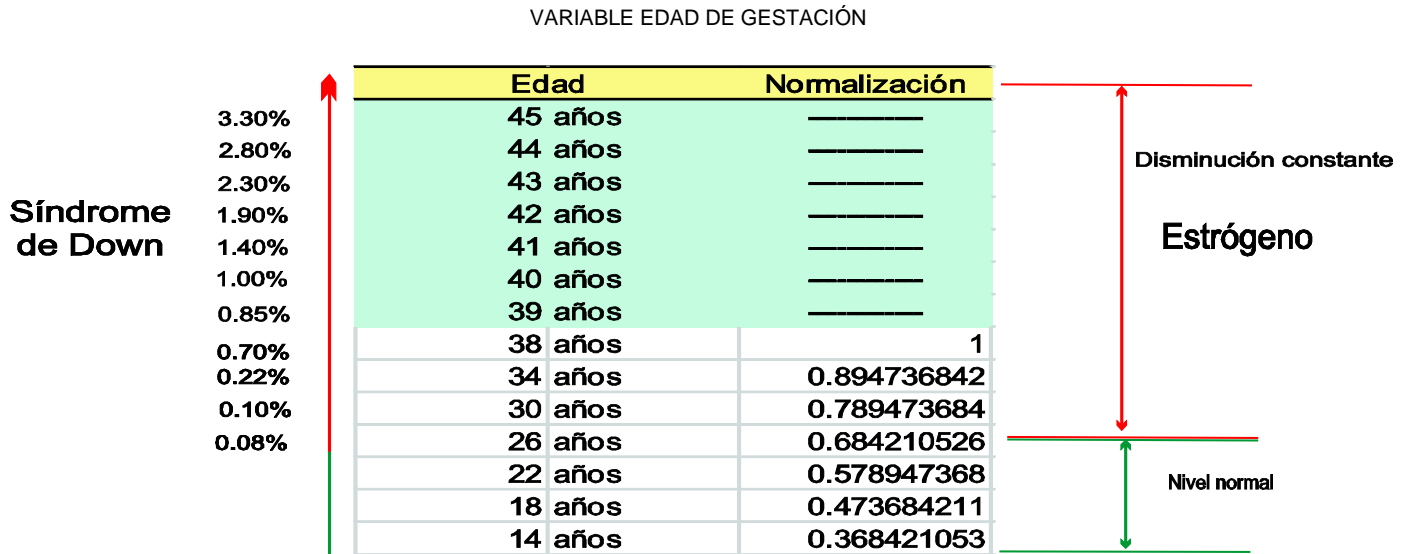 VARIABLE EDAD DE GESTACIÓN
Edad Normalización
3.30% 45 años ————
2.80% 44 años ————
Disminución constante
2.30% 43 años ————
Síndrome
de Down
1.90% 42 años ————
Estrógeno
1.40% 41 años ————
1.00% 40 años ————
0.85% 39 años ————
0.70% 38 años 1
0.22% 34 años 0.894736842
0.10% 30 años 0.789473684
0.08% 26 años 0.684210526
22 años 0.578947368
Nivel normal
18 años 0.473684211
14 años 0.368421053